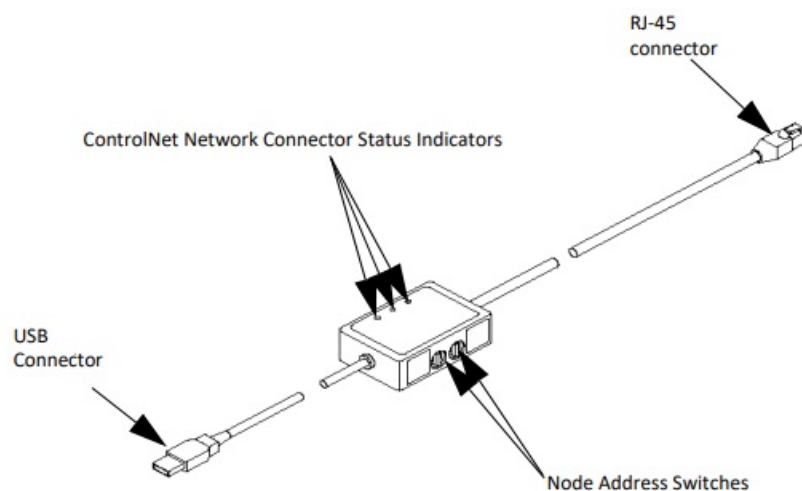 RJ-45
connector
ControlNet Network Connector Status Indicators
USB
Connector
Node Address Switches